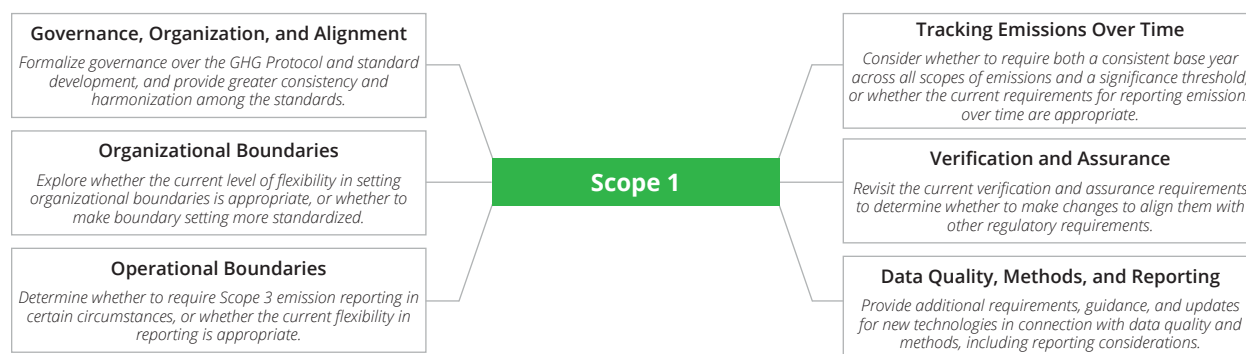 Governance, Organization, and Alignment
Formalize governance over the GHG Protocol and standard
development, and provide greater consistency and
harmonization among the standards.
Organizational Boundaries
Explore whether the current level of flexibility in setting
organizational boundaries is appropriate, or whether to
make boundary setting more standardized.
Operational Boundaries
Determine whether to require Scope 3 emission reporting in
certain circumstances, or whether the current flexibility in
reporting is appropriate.
Scope 1
Tracking Emissions Over Time
Consider whether to require both a consistent base year
across all scopes of emissions and a significance threshold,
or whether the current requirements for reporting emission
over time are appropriate.
Verification and Assurance
Revisit the current verification and assurance requirements
to determine whether to make changes to align them with
other regulatory requirements.
Data Quality, Methods, and Reporting
Provide additional requirements, guidance, and updates
for new technologies in connection with data quality and
methods, including reporting considerations.